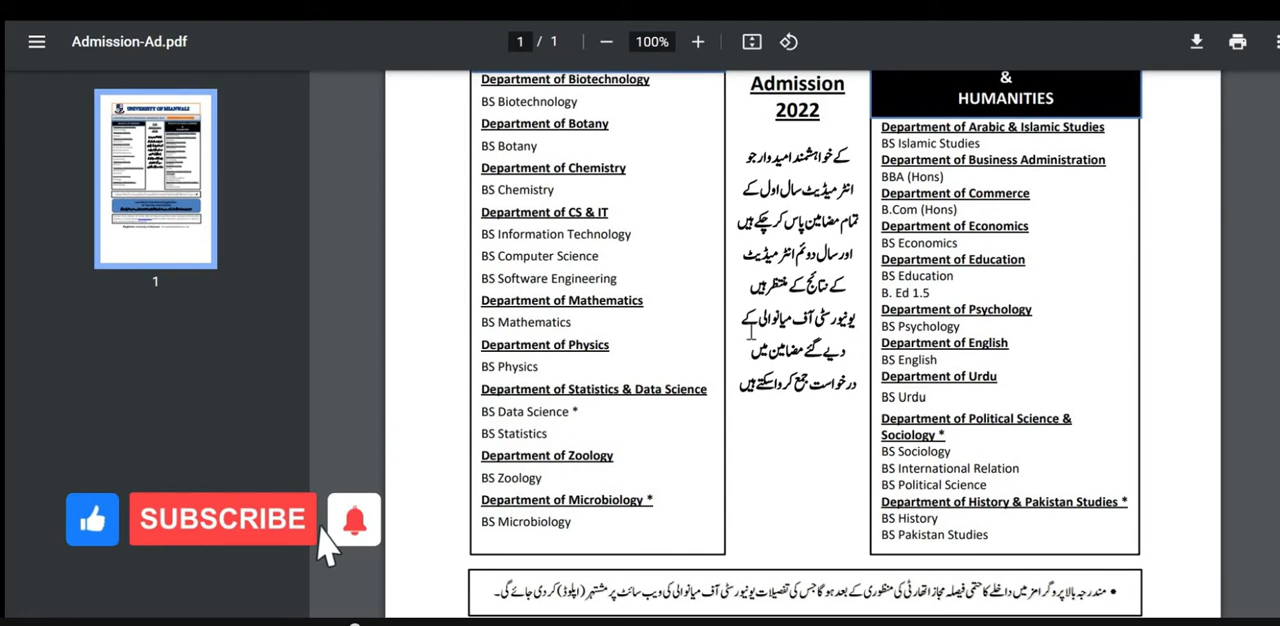 Admission-Ad.pdf
1 / 1
100%
UNIVERSITY OF MIANWALI
1
Department of Biotechnology
BS Biotechnology
Department of Botany
BS Botany
Department of Chemistry
BS Chemistry
Department of CS & IT
BS Information Technology
BS Computer Science
BS Software Engineering
Department of Mathematics
BS Mathematics
Department of Physics
BS Physics
Department of Statistics & Data Science
BS Data Science *
BS Statistics
Department of Zoology
BS Zoology
Department of Microbiology *
BS Microbiology
Admission
2022
کے خواہشمند امیدوار جو
انٹر میڈیٹ سال اول کے
تمام مضامین پاس کر چکے ہیں
اور سال دوئم انٹر میڈیٹ
کے نتائج کے منتظر ہیں
یونیورسٹی آف میانوالی کے
دیے گئے مضامین میں
درخواست جمع کرواسکتے ہیں
&
HUMANITIES
Department of Arabic & Islamic Studies
BS Islamic Studies
Department of Business Administration
BBA (Hons)
Department of Commerce
B.Com (Hons)
Department of Economics
BS Economics
Department of Education
BS Education
B. Ed 1.5
Department of Psychology
BS Psychology
Department of English
BS English
Department of Urdu
BS Urdu
Department of Political Science &
Sociology *
BS Sociology
BS International Relation
BS Political Science
Department of History & Pakistan Studies *
BS History
BS Pakistan Studies
• مندرجہ بالا پروگرامز میں داخلے کا حتمی فیصلہ مجاز اتھارٹی کی منظوری کے بعد ہو گا جس کی تفصیلات یونیورسٹی آف میانوالی کی ویب سائٹ پر مشتہر (اپلوڈ) کر دی جائے گی۔
SUBSCRIBE